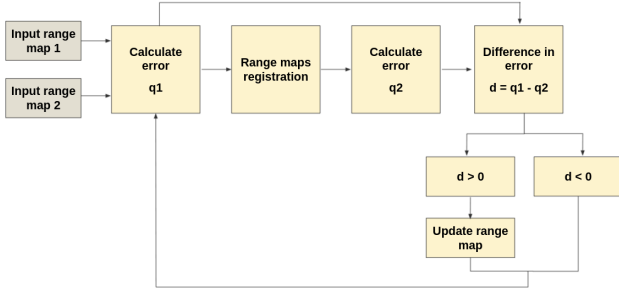 Input range
map 1
Input range
map 2
Calculate
error
q1
Range maps
registration
Calculate
error
q2
Difference in
error
d = q1 - q2
d > 0
d < 0
Update range
map